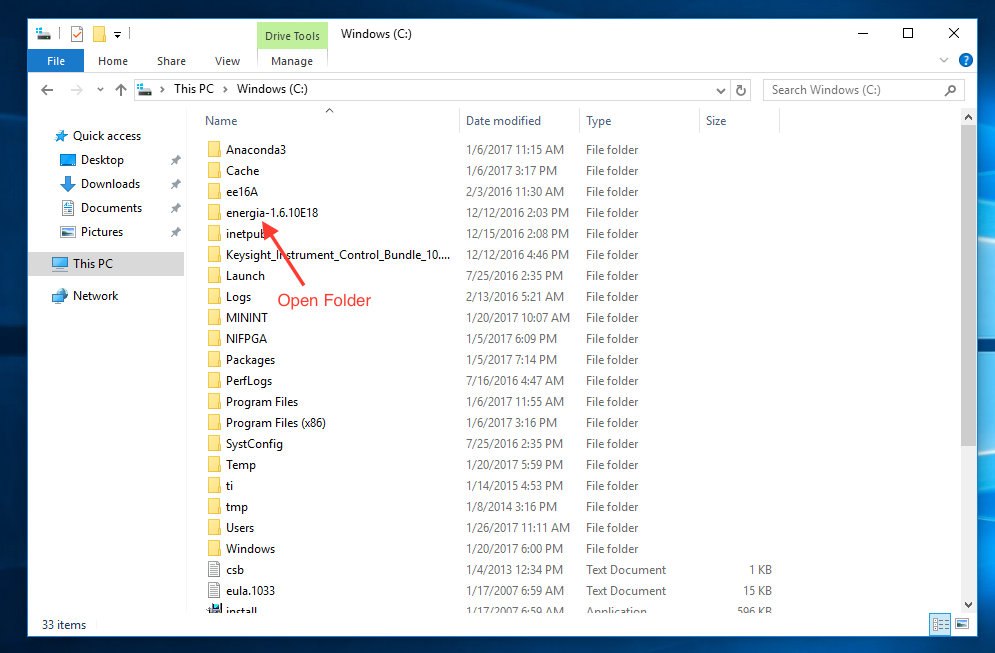 Drive Tools Windows (C:)
File Home Share View Manage
This PC Windows (C:) Search Windows (C:)
Name Date modified Type Size
Quick access
Desktop
Downloads
Documents
Pictures
This PC
Network
Anaconda3 1/6/2017 11:15 AM File folder
Cache 1/6/2017 3:17 PM File folder
ee16A 2/3/2016 11:30 AM File folder
energia-1.6.10E18 12/12/2016 2:03 PM File folder
inetpub 12/15/2016 2:08 PM File folder
Keysight_Instrument_Control_Bundle_10.... 12/12/2016 4:46 PM File folder
Launch 7/25/2016 2:35 PM File folder
Open Folder
Logs 2/13/2016 5:21 AM File folder
MININT 1/20/2017 10:07 AM File folder
NIFPGA 1/5/2017 6:09 PM File folder
Packages 1/5/2017 7:14 PM File folder
PerfLogs 7/16/2016 4:47 AM File folder
Program Files 1/6/2017 11:55 AM File folder
Program Files (x86) 1/6/2017 3:16 PM File folder
SystConfig 7/25/2016 2:35 PM File folder
Temp 1/20/2017 5:59 PM File folder
ti 1/14/2015 4:53 PM File folder
tmp 1/8/2014 3:16 PM File folder
Users 1/26/2017 11:11 AM File folder
Windows 1/20/2017 6:00 PM File folder
csb 1/4/2013 12:34 PM Text Document 1 KB
eula.1033 1/17/2007 6:59 AM Text Document 15 KB
install 1/17/2007 6:59 AM Application 596 KB
33 items